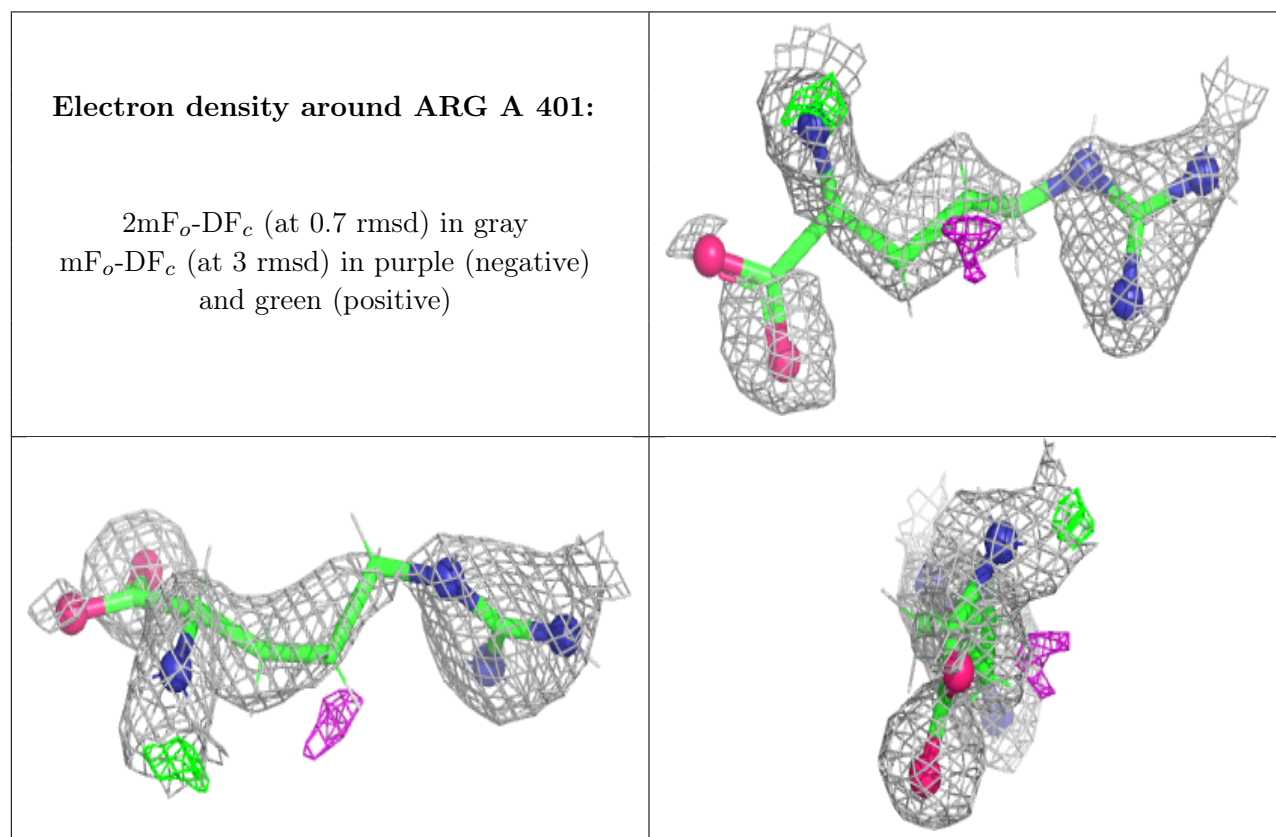 Electron density around ARG A 401:
2mFo-DFc (at 0.7 rmsd) in gray
mFo-DFc (at 3 rmsd) in purple (negative)
and green (positive)